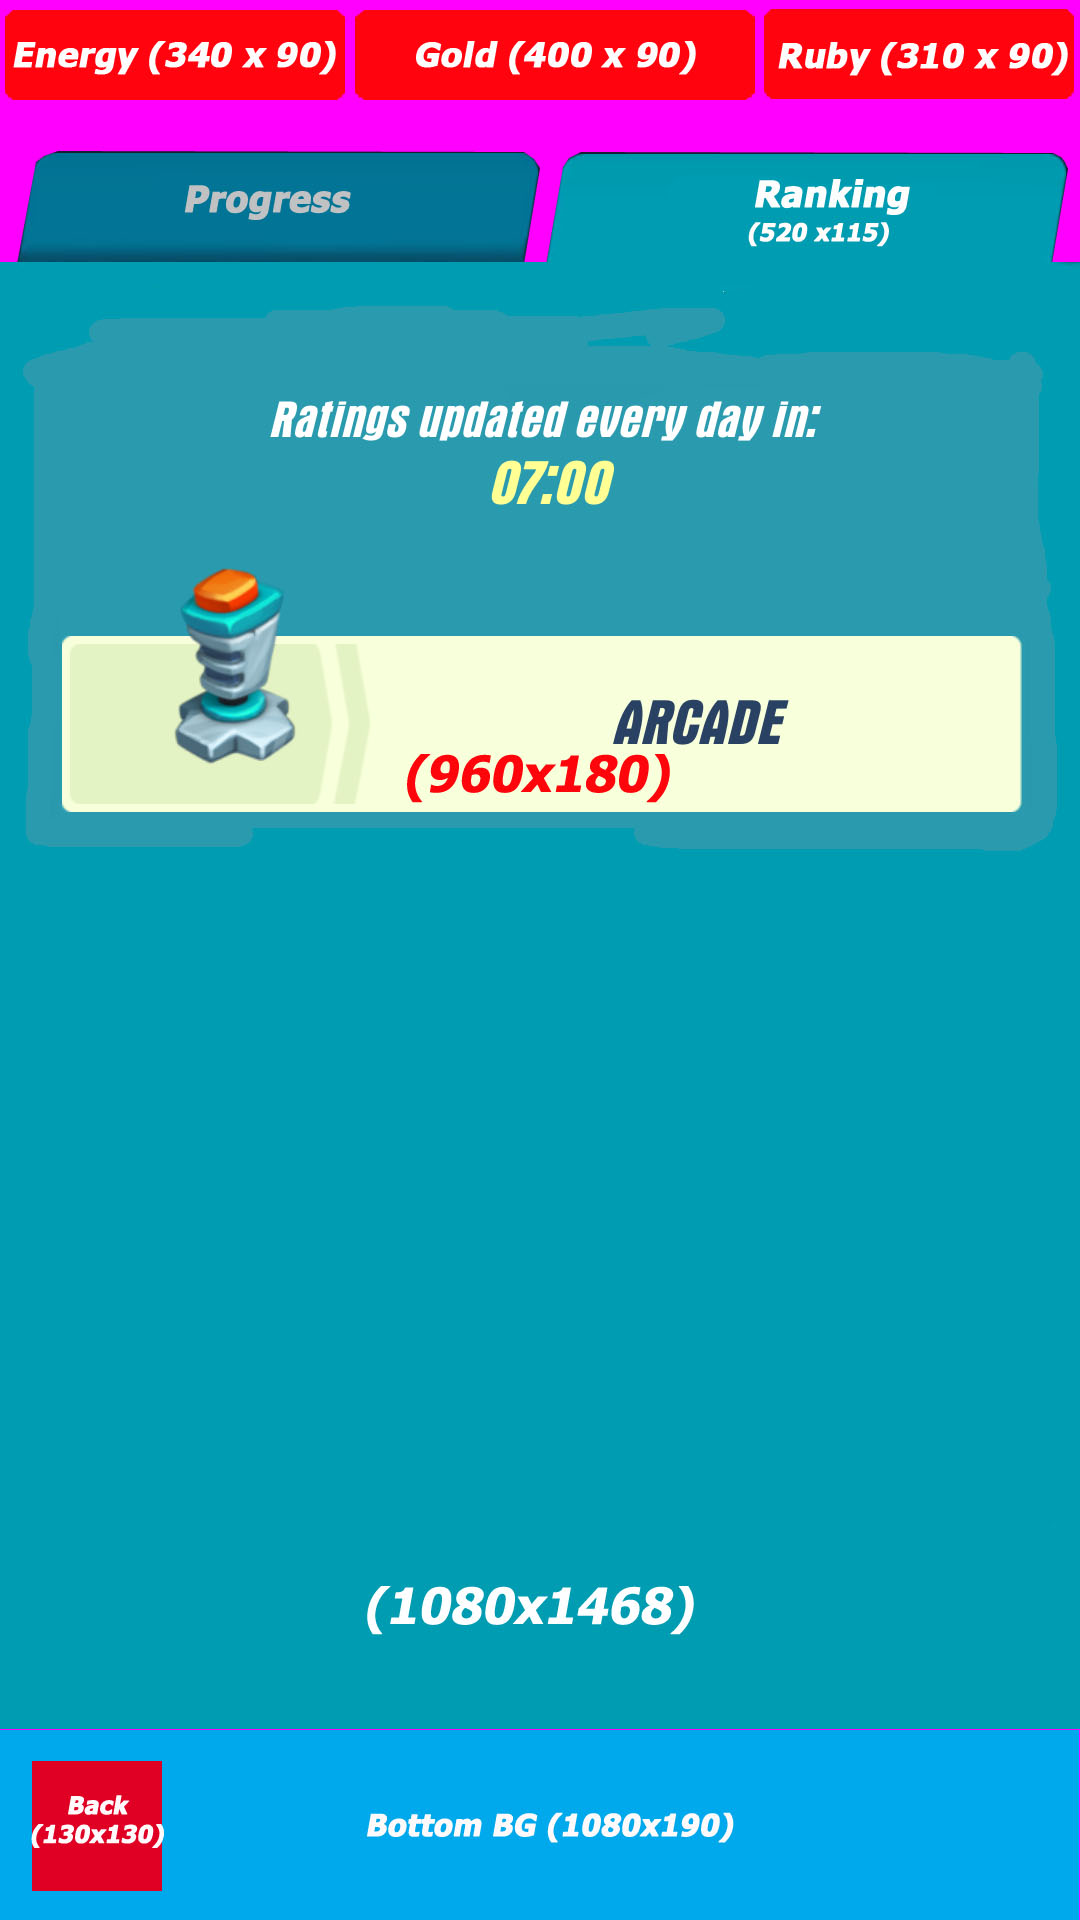 Energy (340 x 90)
Gold (400 x 90)
Ruby (310 x 90)
Progress
Ranking
(520 x115)
Ratings updated every day in:
07:00
ARCADE
(960x180)
(1080x1468)
Back
(130x130)
Bottom BG (1080x190)